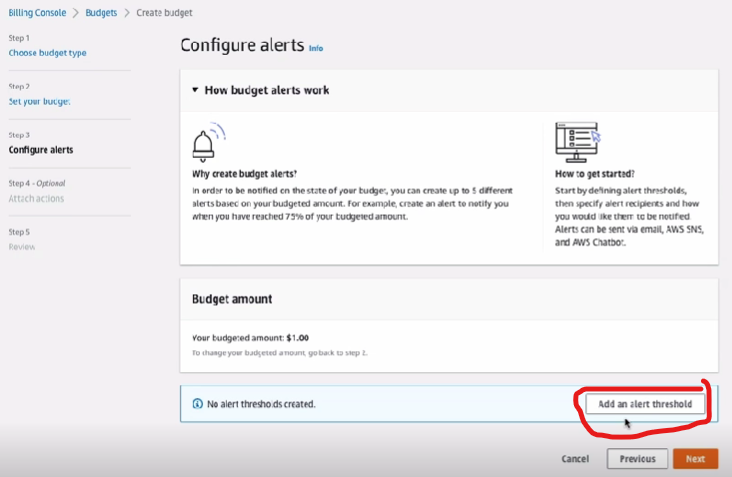 Billing Console > Budgets > Create budget
Step 1
Choose budget type
Step 2
Set your budget
Step 3
Configure alerts
Step 4 - Optional
Attach actions
Step 5
Review
Configure alerts Info
How budget alerts work
Why create budget alerts?
In order to be notified on the state of your budget, you can create up to 5 different
alerts based on your budgeted amount. For example, create an alert to notify you
when you have reached 75% of your budgeted amount.
How to get started?
Start by defining alert thresholds,
then specify alert recipients and how
you would like them to be notified.
Alerts can be sent via email, AWS SNS,
and AWS Chatbot.
Budget amount
Your budgeted amount: $1.00
To change your budgeted amount, go back to step 2.
No alert thresholds created.
Add an alert threshold
Cancel
Previous
Next